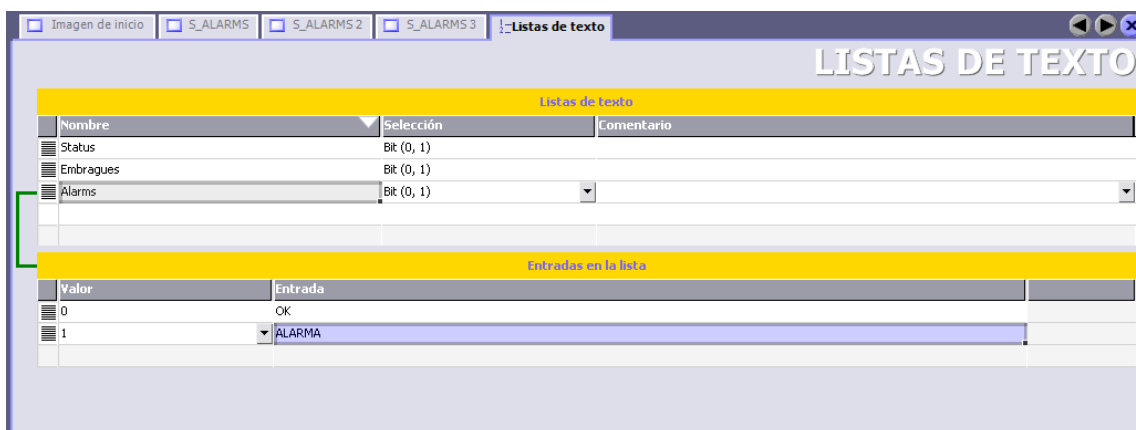 Imagen de inicio S_ALARMS S_ALARMS 2 S_ALARMS 3 Listas de texto
LISTAS DE TEXTO
Listas de texto
Nombre Selección Comentario
Status Bit (0, 1)
Embragues Bit (0, 1)
Alarms Bit (0, 1)
Entradas en la lista
Valor Entrada
0 OK
1 ALARMA